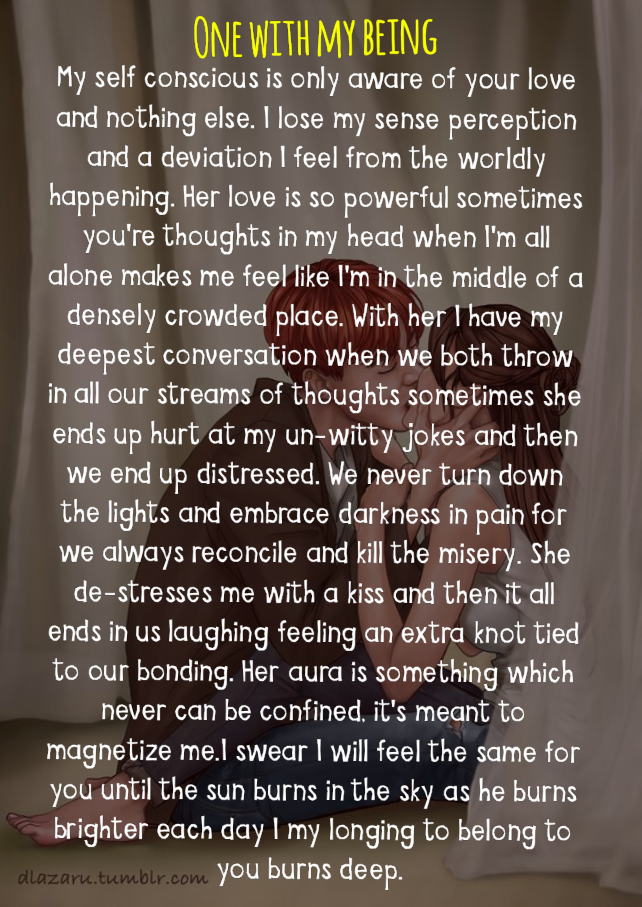 One with my being
My self conscious is only aware of your love
and nothing else. I lose my sense perception
and a deviation I feel from the worldly
happening. Her love is so powerful sometimes
you're thoughts in my head when I'm all
alone makes me feel like I'm in the middle of a
densely crowded place. With her I have my
deepest conversation when we both throw
in all our streams of thoughts sometimes she
ends up hurt at my un-witty jokes and then
we end up distressed. We never turn down
the lights and embrace darkness in pain for
we always reconcile and kill the misery. She
de-stresses me with a kiss and then it all
ends in us laughing feeling an extra knot tied
to our bonding. Her aura is something which
never can be confined, it's meant to
magnetize me.I swear I will feel the same for
you until the sun burns in the sky as he burns
brighter each day I my longing to belong to
you burns deep.
dlazaru.tumblr.com